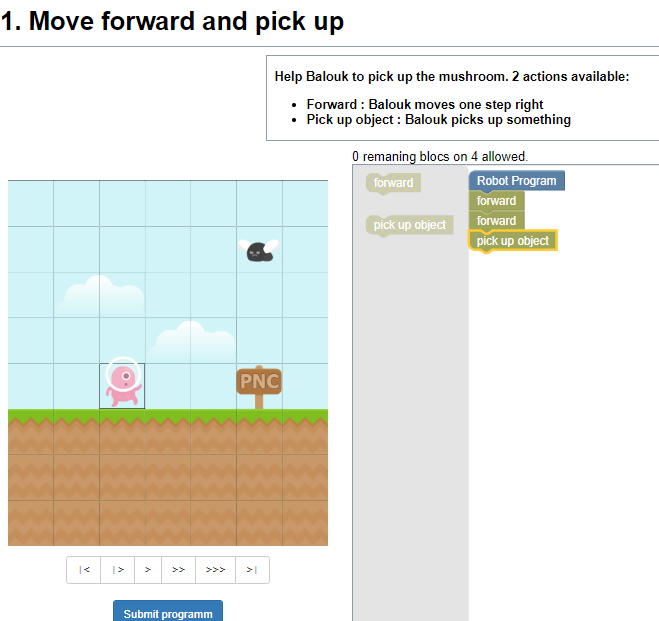 1. Move forward and pick up
Help Balouk to pick up the mushroom. 2 actions available:
• Forward : Balouk moves one step right
• Pick up object : Balouk picks up something
0 remaning blocs on 4 allowed.
forward
pick up object
Robot Program
forward
forward
pick up object
PNC
|< |> > >> >>> >|
Submit programm